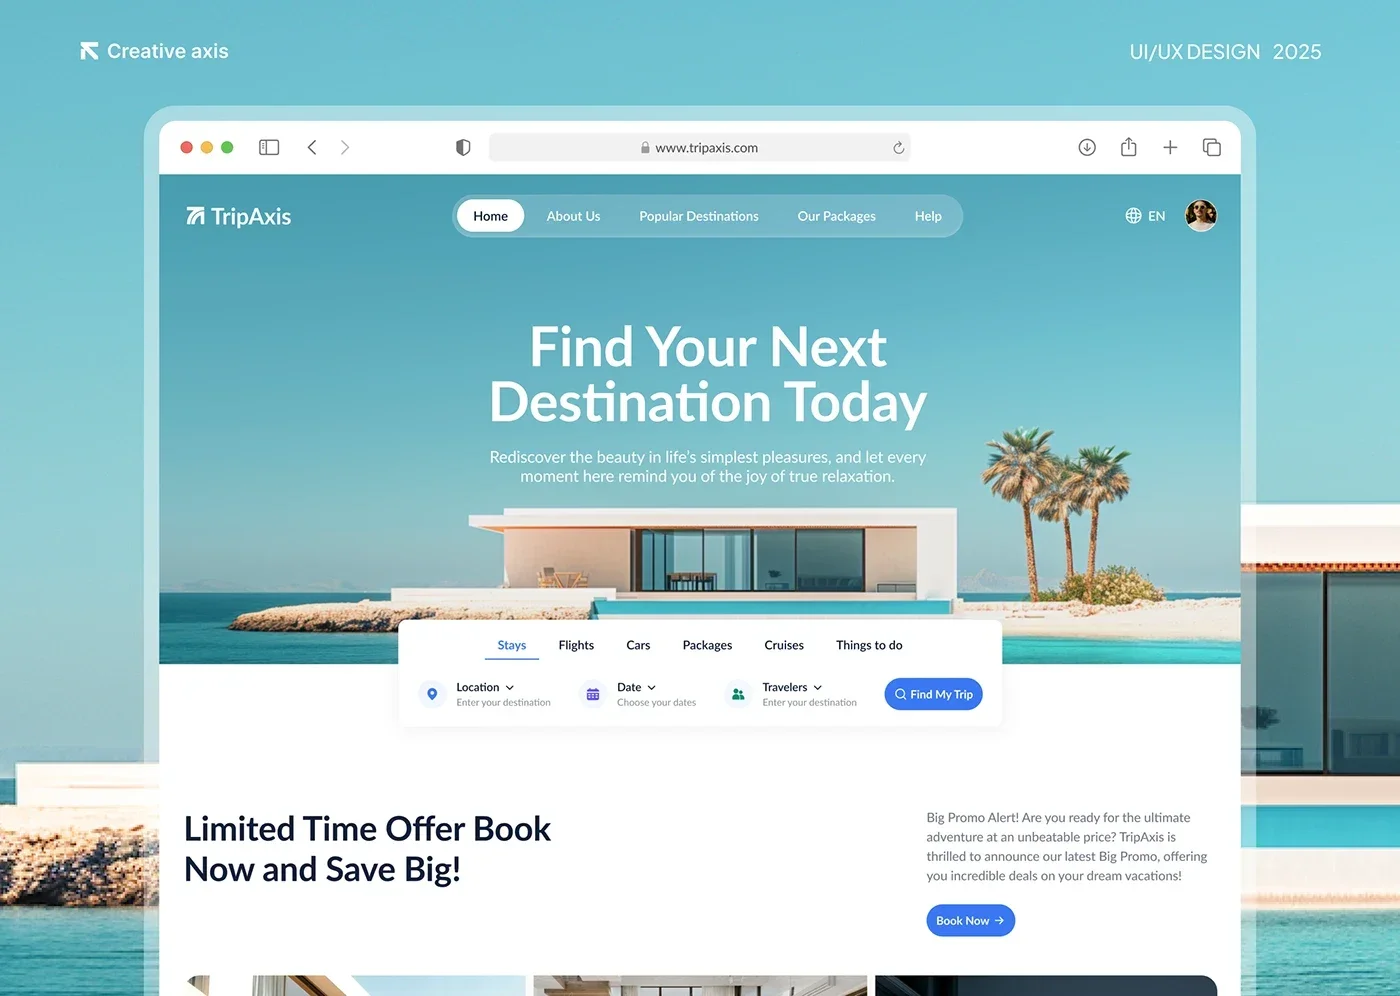 Creative axis
UI/UX DESIGN 2025
www.tripaxis.com
TripAxis
Home
About Us
Popular Destinations
Our Packages
Help
EN
Find Your Next
Destination Today
Rediscover the beauty in life's simplest pleasures, and let every
moment here remind you of the joy of true relaxation.
Stays
Flights
Cars
Packages
Cruises
Things to do
Location
Enter your destination
Date
Choose your dates
Travelers
Enter your destination
Find My Trip
Limited Time Offer Book
Now and Save Big!
Big Promo Alert! Are you ready for the ultimate
adventure at an unbeatable price? TripAxis is
thrilled to announce our latest Big Promo, offering
you incredible deals on your dream vacations!
Book Now →